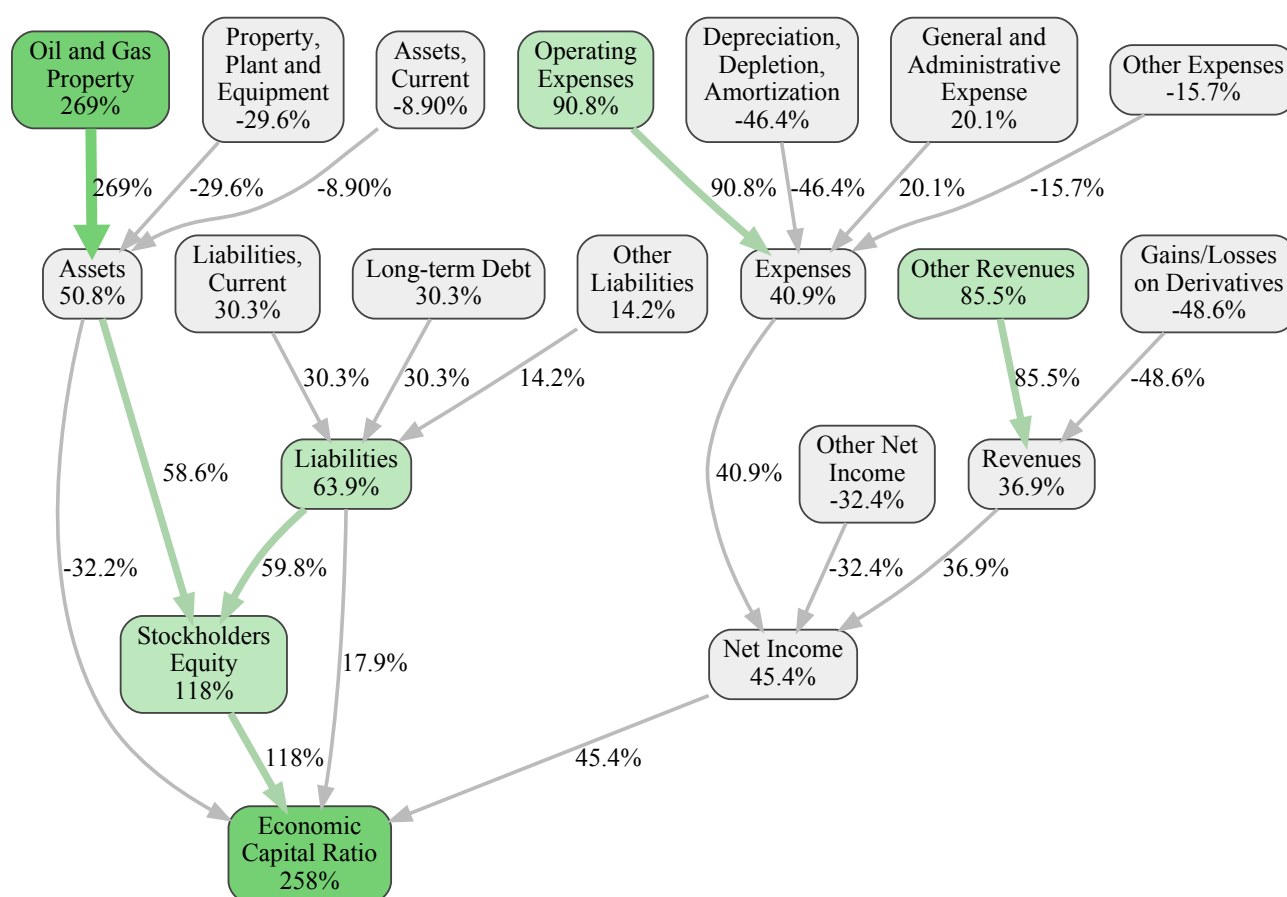 Oil and Gas
Property
269%
Property,
Plant and
Equipment
-29.6%
Assets,
Current
-8.90%
Operating
Expenses
90.8%
Depreciation,
Depletion,
Amortization
-46.4%
General and
Administrative
Expense
20.1%
Other Expenses
-15.7%
269%
-29.6%
-8.90%
90.8%
-46.4%
20.1%
-15.7%
Assets
50.8%
Liabilities,
Current
30.3%
Long-term Debt
30.3%
Other
Liabilities
14.2%
Expenses
40.9%
Other Revenues
85.5%
Gains/Losses
on Derivatives
-48.6%
30.3%
30.3%
14.2%
85.5%
-48.6%
58.6%
Liabilities
63.9%
40.9%
Other Net
Income
-32.4%
Revenues
36.9%
-32.2%
59.8%
-32.4%
36.9%
Stockholders
Equity
118%
17.9%
Net Income
45.4%
118%
45.4%
Economic
Capital Ratio
258%